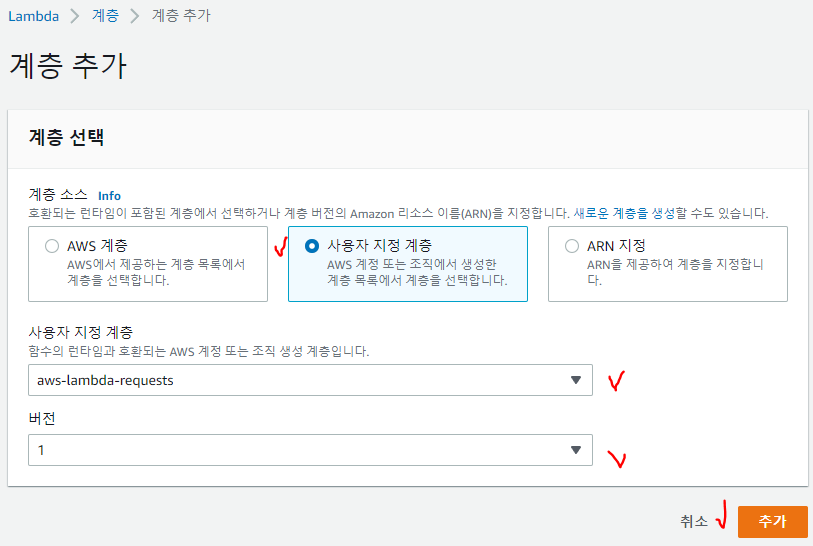 Lambda > 계층 > 계층 추가
계층 추가
계층 선택
계층 소스 Info
호환되는 런타임이 포함된 계층에서 선택하거나 계층 버전의 Amazon 리소스 이름(ARN)을 지정합니다. 새로운 계층을 생성할 수도 있습니다.
AWS 계층
AWS에서 제공하는 계층 목록에서
계층을 선택합니다.
사용자 지정 계층
AWS 계정 또는 조직에서 생성한
계층 목록에서 계층을 선택합니다.
ARN 지정
ARN을 제공하여 계층을 지정합니
다.
사용자 지정 계층
함수의 런타임과 호환되는 AWS 계정 또는 조직 생성 계층입니다.
aws-lambda-requests
버전
1
취소 추가